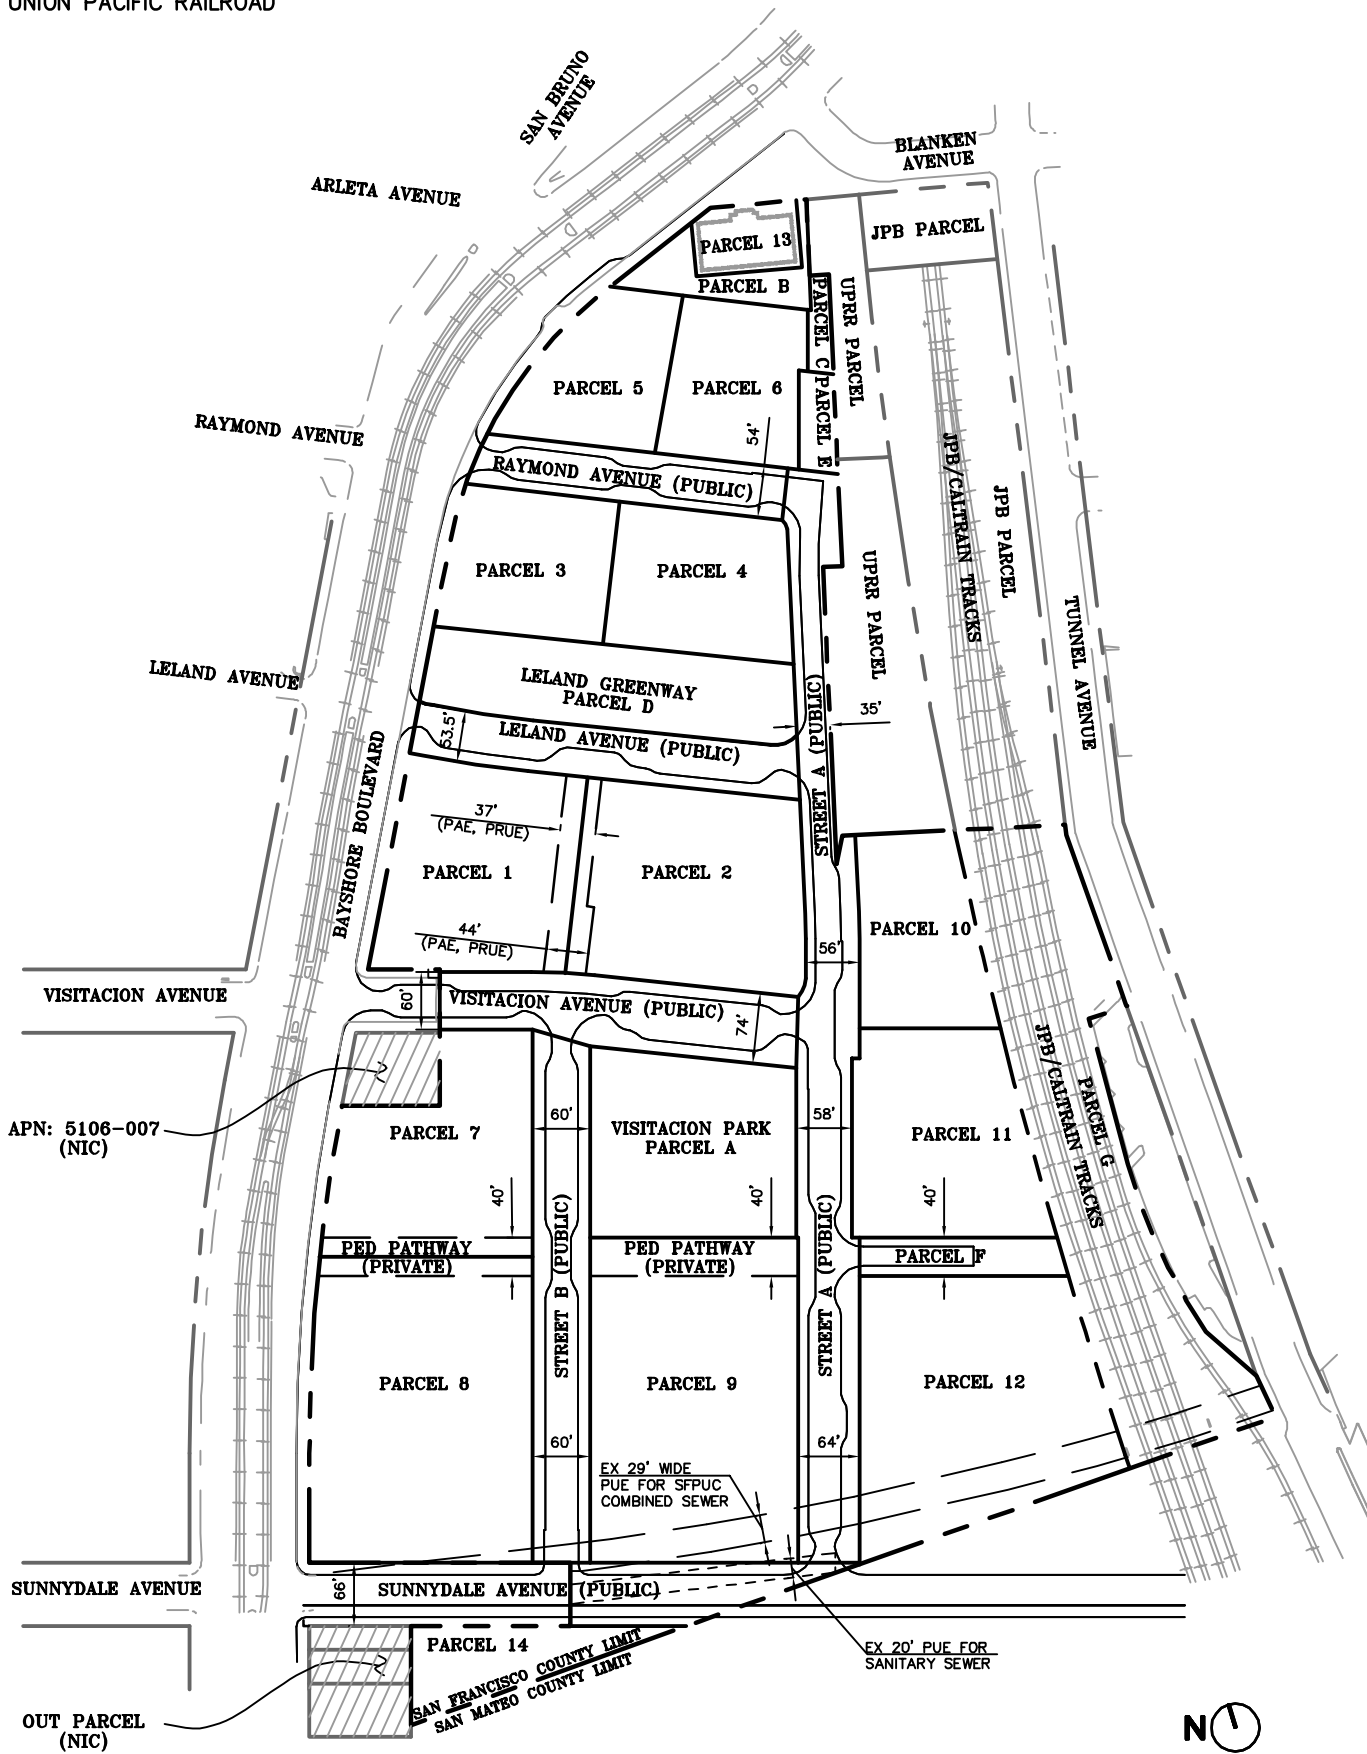 UNION PACIFIC RAILROAD
SAN BRUNO
AVENUE
BLANKEN
AVENUE
ARLETA AVENUE
JPB PARCEL
PARCEL 13
PARCEL B
PARCEL C
UPRR PARCEL
PARCEL 5
PARCEL 6
PARCEL E
RAYMOND AVENUE
54'
RAYMOND AVENUE (PUBLIC)
JPB/CALTRAIN TRACKS
JPB PARCEL
PARCEL 3
PARCEL 4
UPRR PARCEL
TUNNEL AVENUE
LELAND AVENUE
LELAND GREENWAY
PARCEL D
35'
53.5'
LELAND AVENUE (PUBLIC)
STREET A (PUBLIC)
BAYSHORE BOULEVARD
37'
(PAE, PRUE)
PARCEL 1
PARCEL 2
44'
(PAE, PRUE)
56'
PARCEL 10
VISITACION AVENUE
60'
VISITACION AVENUE (PUBLIC)
74'
JPB/CALTRAIN TRACKS
PARCEL G
APN: 5106-007
(NIC)
PARCEL 7
60'
VISITACION PARK
PARCEL A
58'
PARCEL 11
40'
40'
40'
PED PATHWAY
(PRIVATE)
STREET B (PUBLIC)
PED PATHWAY
(PRIVATE)
STREET A (PUBLIC)
PARCEL F
PARCEL 8
PARCEL 9
PARCEL 12
60'
64'
EX 29' WIDE
PUE FOR SFPUC
COMBINED SEWER
SUNNYDALE AVENUE
66'
SUNNYDALE AVENUE (PUBLIC)
PARCEL 14
SAN FRANCISCO COUNTY LIMIT
SAN MATEO COUNTY LIMIT
EX 20' PUE FOR
SANITARY SEWER
OUT PARCEL
(NIC)
N